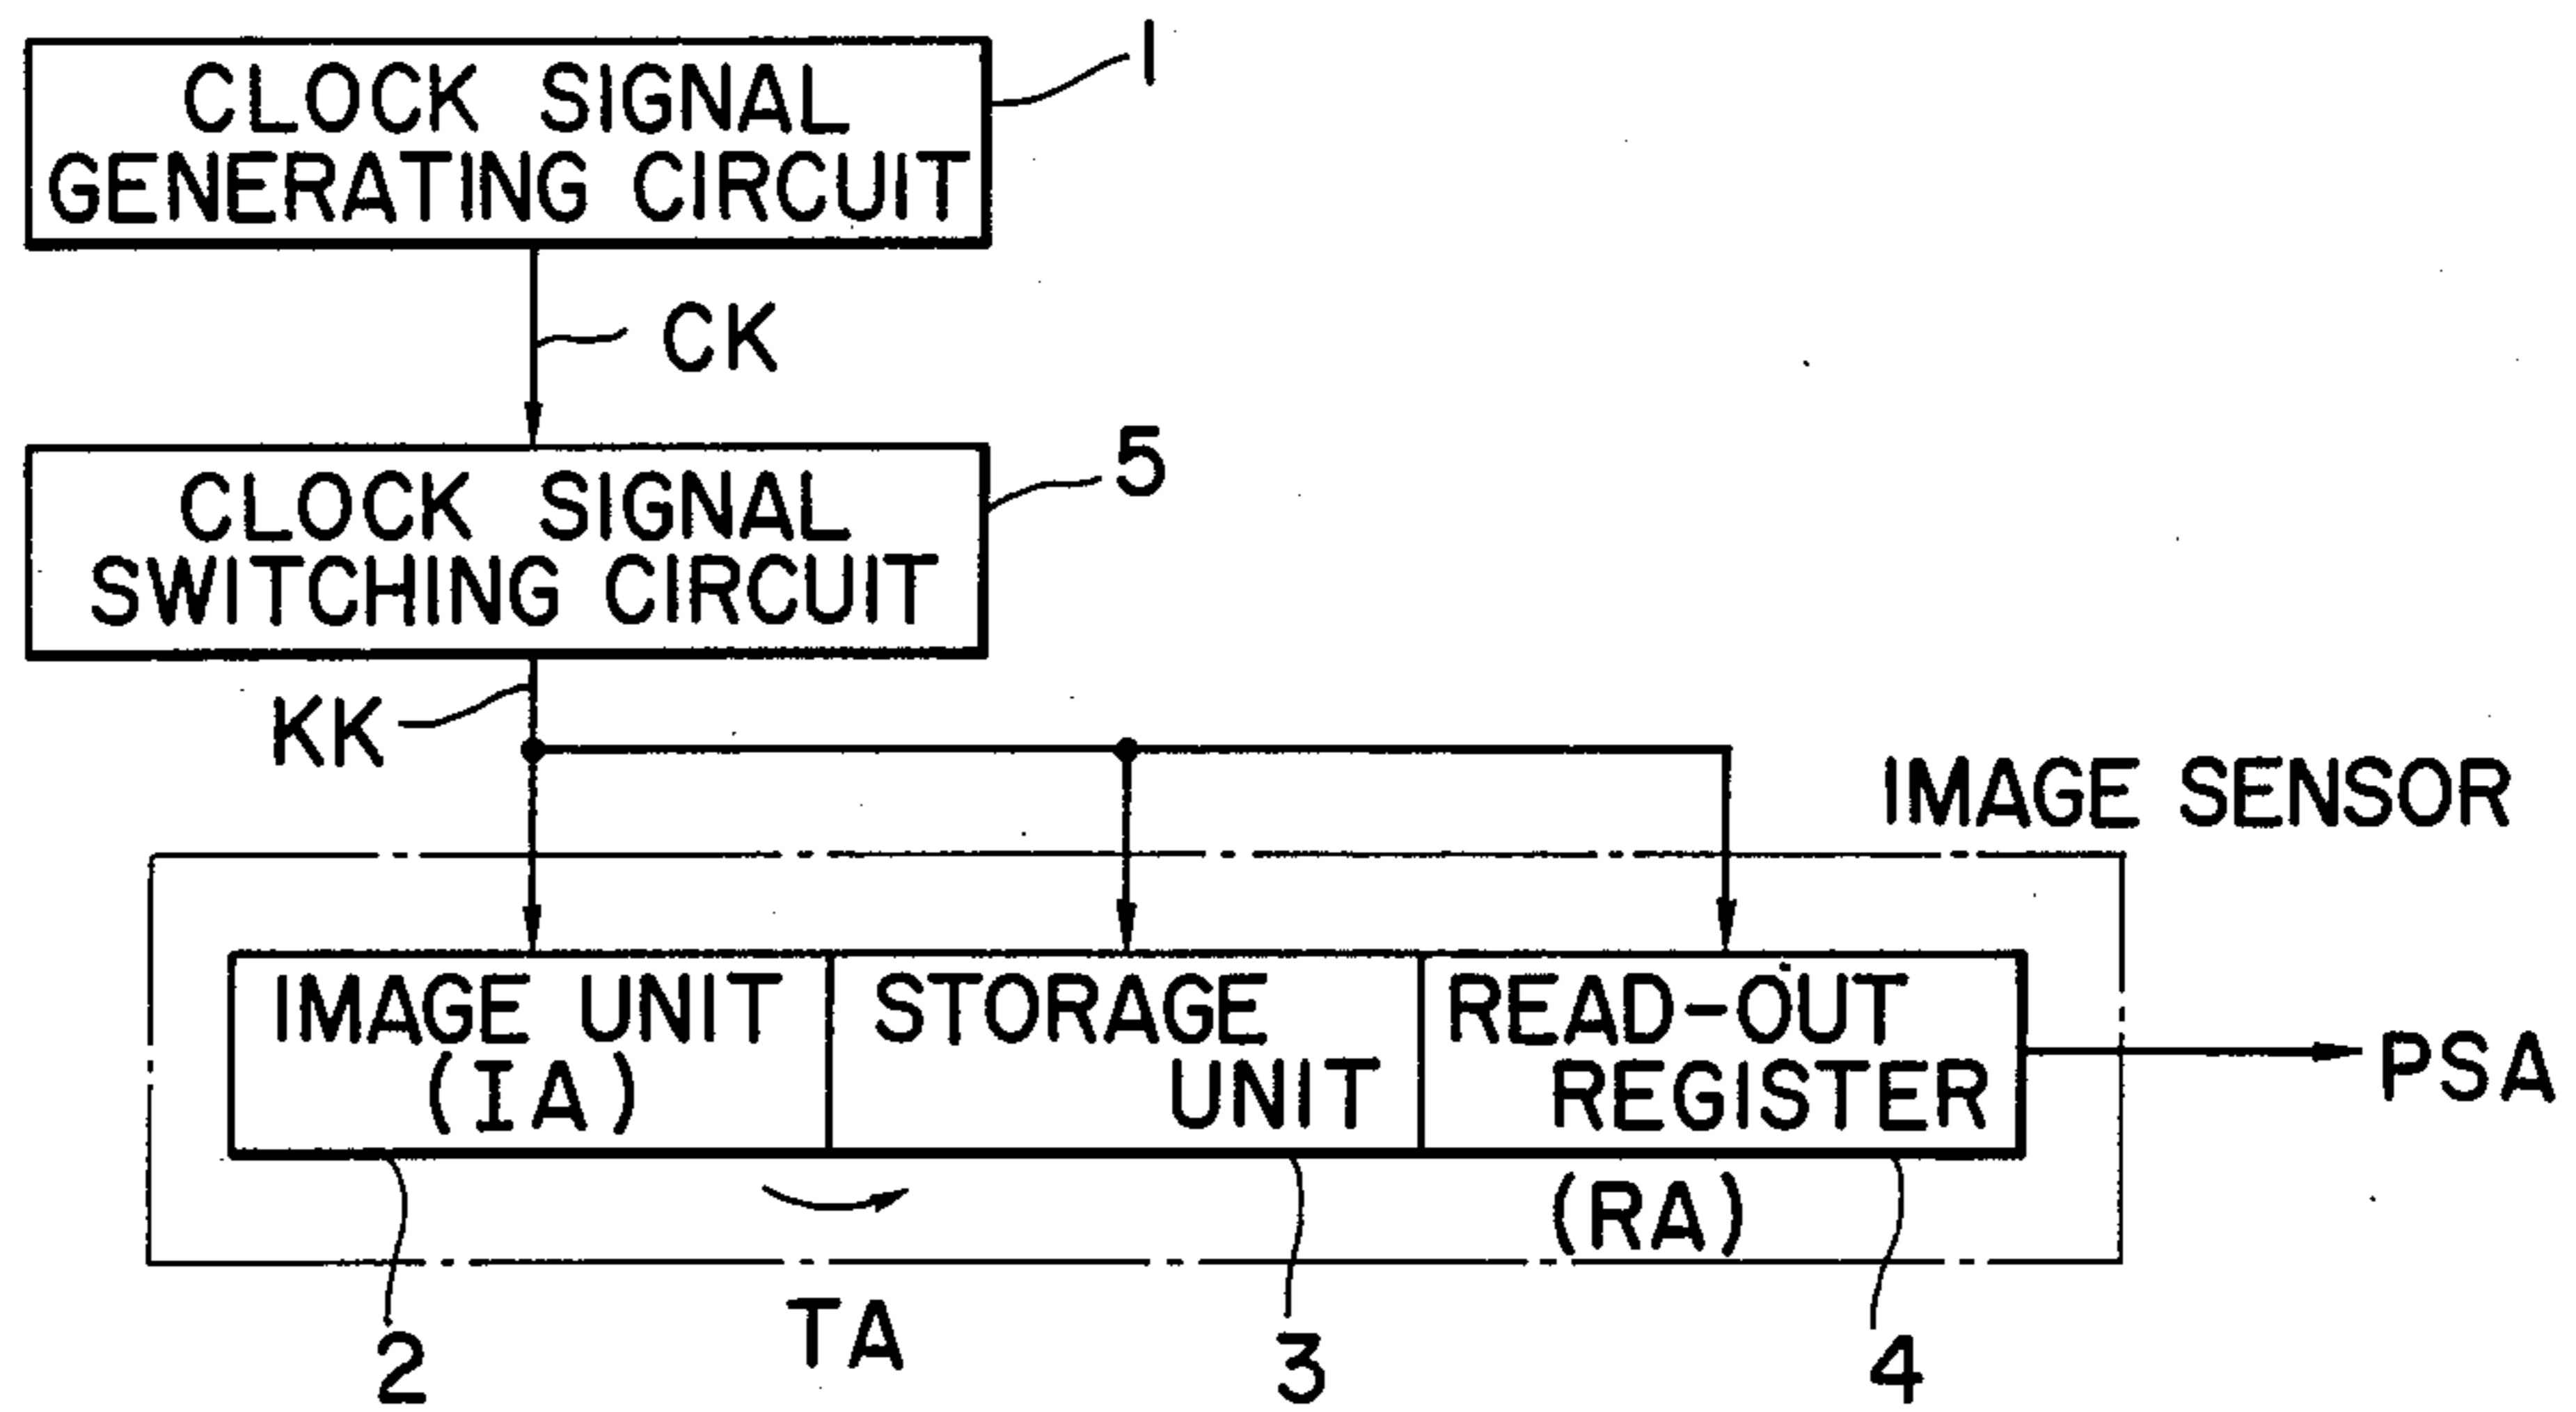 CLOCK SIGNAL
GENERATING CIRCUIT
1
CK
CLOCK SIGNAL
SWITCHING CIRCUIT
5
KK
IMAGE SENSOR
IMAGE UNIT
(IA)
STORAGE
UNIT
READ-OUT
REGISTER
(RA)
PSA
TA
2
3
4